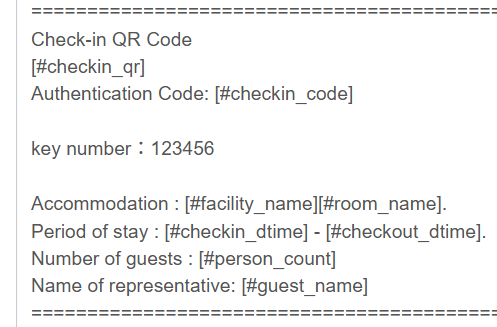 ==================================================
Check-in QR Code
[#checkin_qr]
Authentication Code: [#checkin_code]
key number：123456
Accommodation : [#facility_name][#room_name].
Period of stay : [#checkin_dtime] - [#checkout_dtime].
Number of guests : [#person_count]
Name of representative: [#guest_name]
==================================================